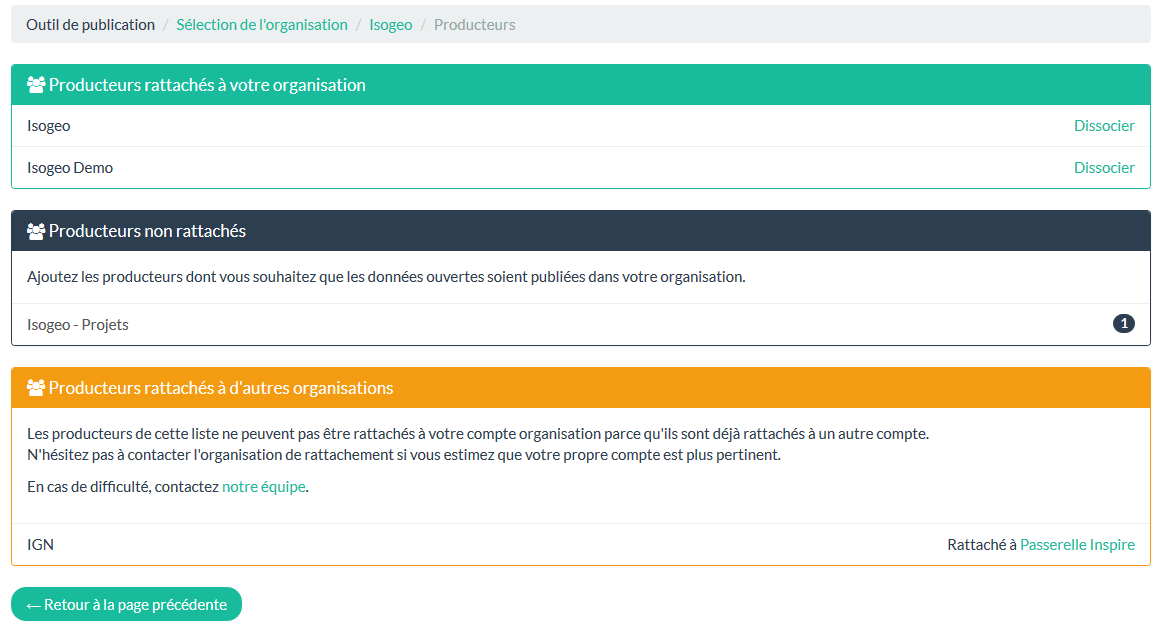 Outil de publication / Sélection de l'organisation / Isogeo / Producteurs
Producteurs rattachés à votre organisation
Isogeo Dissocier
Isogeo Demo Dissocier
Producteurs non rattachés
Ajoutez les producteurs dont vous souhaitez que les données ouvertes soient publiées dans votre organisation.
Isogeo - Projets 1
Producteurs rattachés à d'autres organisations
Les producteurs de cette liste ne peuvent pas être rattachés à votre compte organisation parce qu'ils sont déjà rattachés à un autre compte.
N'hésitez pas à contacter l'organisation de rattachement si vous estimez que votre propre compte est plus pertinent.
En cas de difficulté, contactez notre équipe.
IGN Rattaché à Passerelle Inspire
← Retour à la page précédente